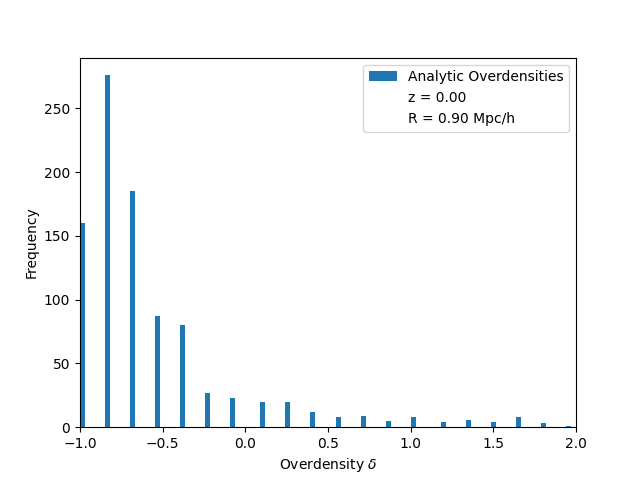 Analytic Overdensities
z = 0.00
R = 0.90 Mpc/h
250
200
150
100
50
0
Frequency
−1.0 −0.5 0.0 0.5 1.0 1.5 2.0
Overdensity δ